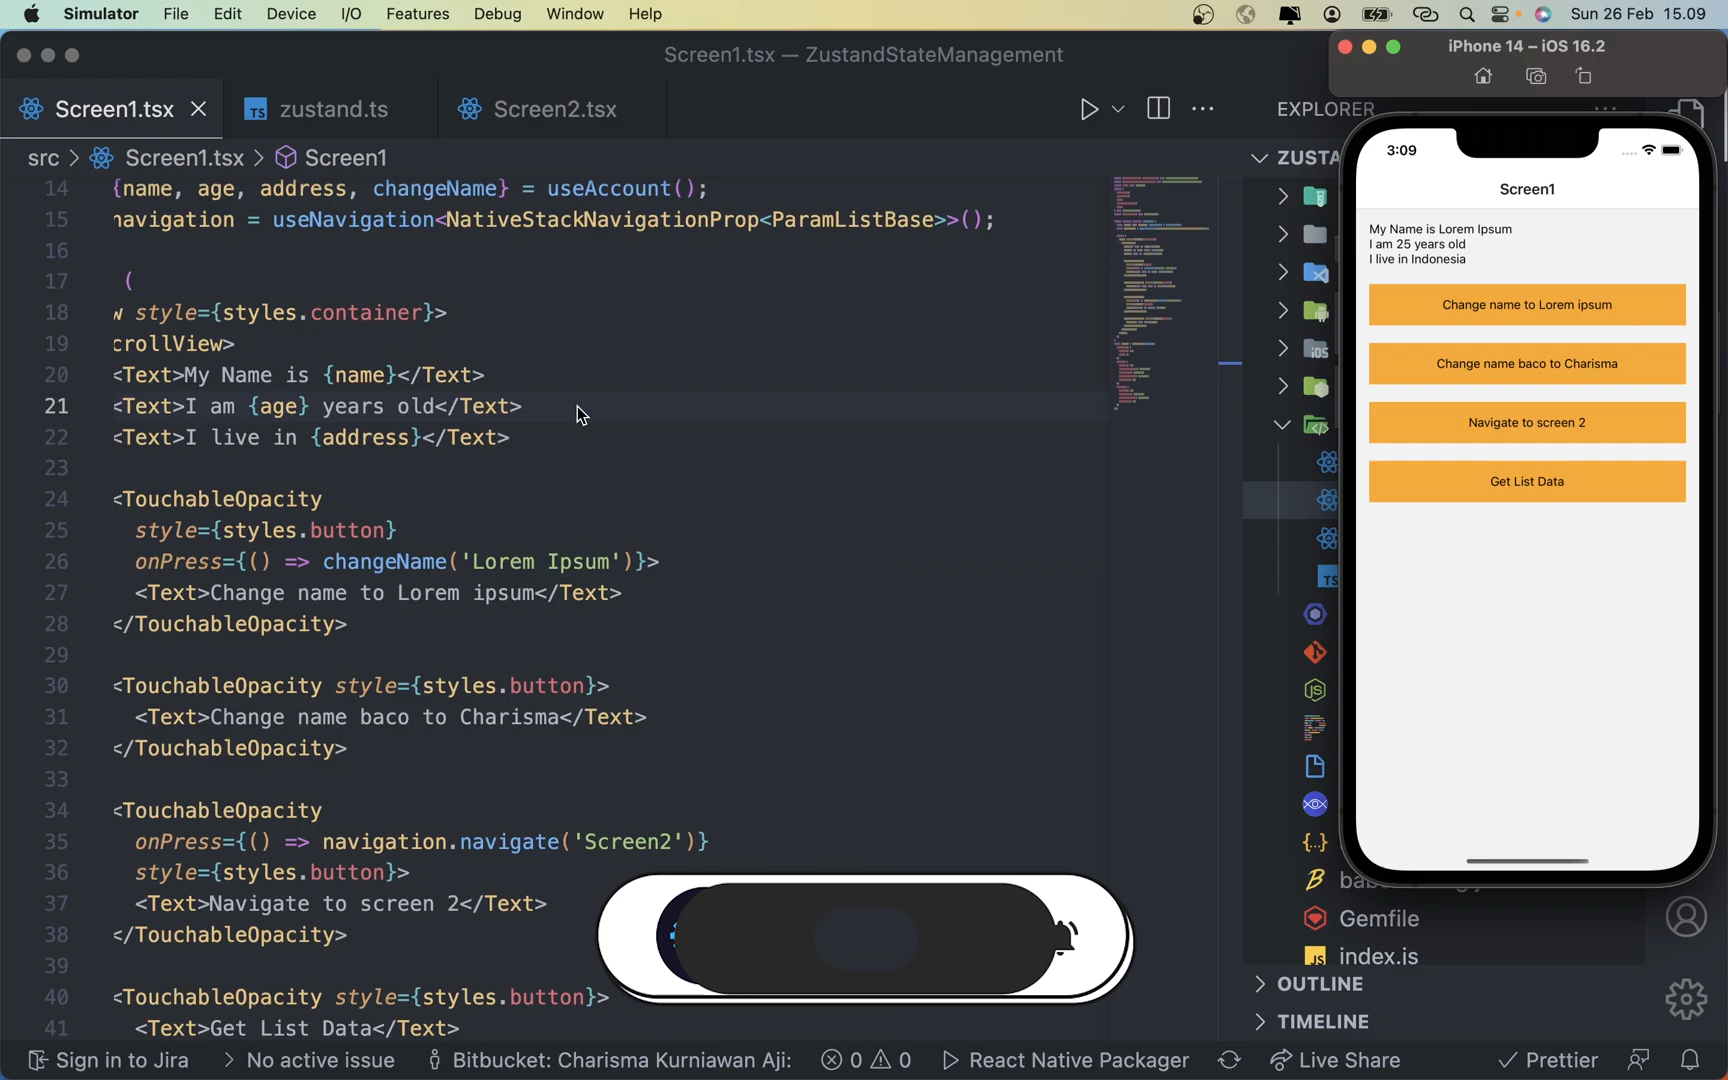 Simulator File Edit Device I/O Features Debug Window Help Sun 26 Feb 15.09
Screen1.tsx — ZustandStateManagement
Screen1.tsx
TS zustand.ts
Screen2.tsx
src > Screen1.tsx > Screen1
14 {name, age, address, changeName} = useAccount();
15 navigation = useNavigation<NativeStackNavigationProp<ParamListBase>>();
16
17 (
18 w style={styles.container}>
19 crollView>
20 <Text>My Name is {name}</Text>
21 <Text>I am {age} years old</Text>
22 <Text>I live in {address}</Text>
23
24 <TouchableOpacity
25 style={styles.button}
26 onPress={() => changeName('Lorem Ipsum')}>
27 <Text>Change name to Lorem ipsum</Text>
28 </TouchableOpacity>
29
30 <TouchableOpacity style={styles.button}>
31 <Text>Change name baco to Charisma</Text>
32 </TouchableOpacity>
33
34 <TouchableOpacity
35 onPress={() => navigation.navigate('Screen2')}
36 style={styles.button}>
37 <Text>Navigate to screen 2</Text>
38 </TouchableOpacity>
39
40 <TouchableOpacity style={styles.button}>
41 <Text>Get List Data</Text>
EXPLORER
ZUSTA
iOS
TS
JS
Gemfile
JS index.js
OUTLINE
TIMELINE
iPhone 14 – iOS 16.2
3:09
Screen1
My Name is Lorem Ipsum
I am 25 years old
I live in Indonesia
Change name to Lorem ipsum
Change name baco to Charisma
Navigate to screen 2
Get List Data
Sign in to Jira > No active issue Bitbucket: Charisma Kurniawan Aji: 0 0 React Native Packager Live Share Prettier